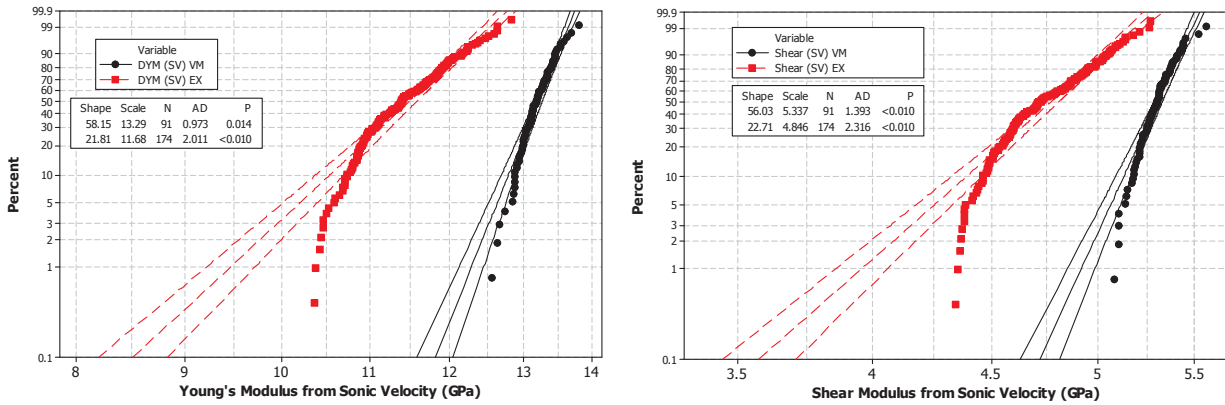 99.9
99
90
80
70
60
50
40
30
20
10
5
3
2
1
0.1
Percent
Variable
DYM (SV) VM
DYM (SV) EX
Shape Scale N AD P
58.15 13.29 91 0.973 0.014
21.81 11.68 174 2.011 <0.010
8 9 10 11 12 13 14
Young's Modulus from Sonic Velocity (GPa)
99.9
99
90
80
70
60
50
40
30
20
10
5
3
2
1
0.1
Percent
Variable
Shear (SV) VM
Shear (SV) EX
Shape Scale N AD P
56.03 5.337 91 1.393 <0.010
22.71 4.846 174 2.316 <0.010
3.5 4 4.5 5 5.5
Shear Modulus from Sonic Velocity (GPa)